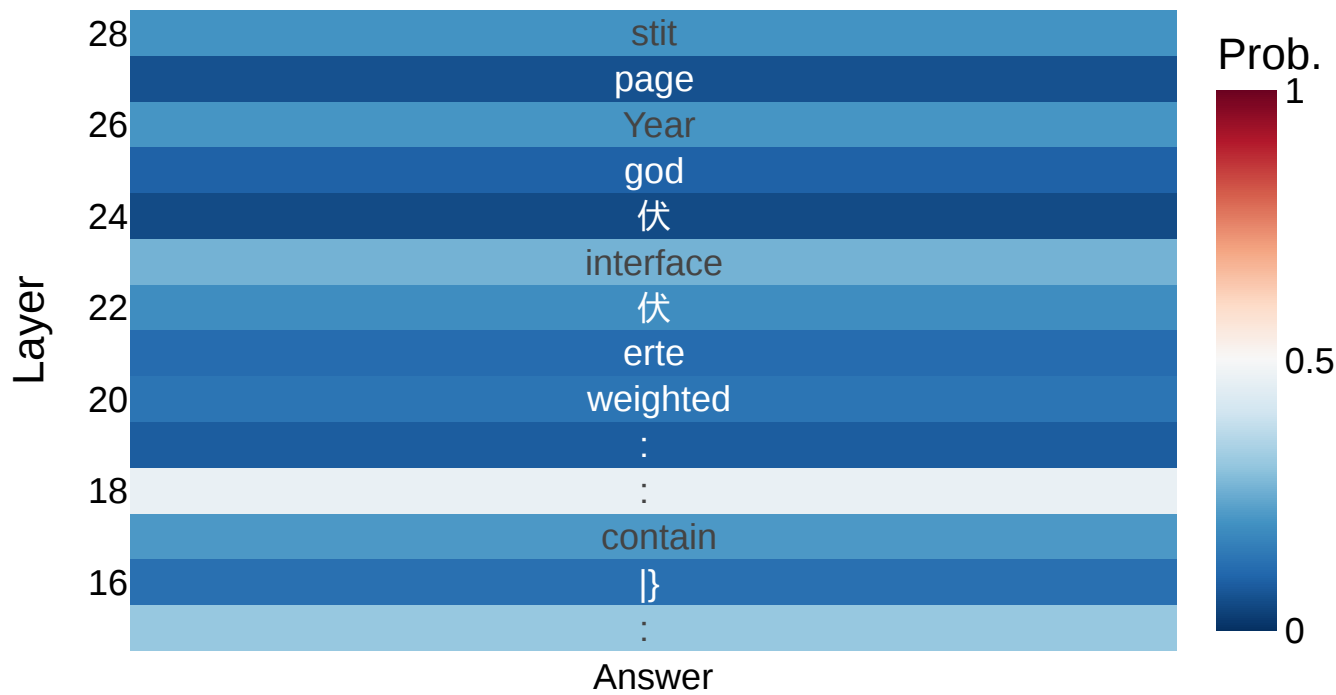 28 stit
page
26 Year
god
24 伏
interface
22 伏
erte
20 weighted
:
18 :
contain
16 |}
:
Answer
Layer
Prob.
1
0.5
0